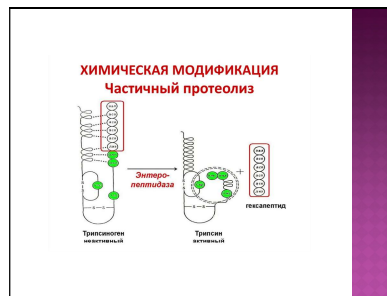 ХИМИЧЕСКАЯ МОДИФИКАЦИЯ
Частичный протеолиз
Энтеро-
пептидаза
+
гексапептид
Трипсиноген
неактивный
Трипсин
активный